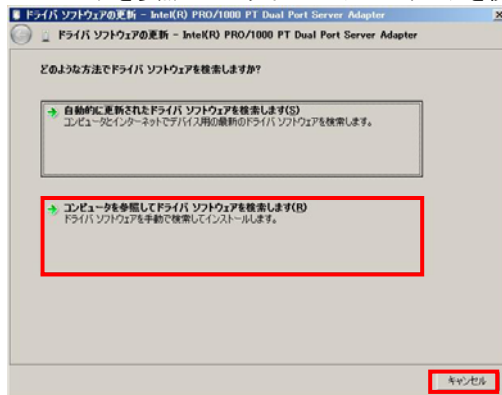 ドライバ ソフトウェアの更新 - Intel(R) PRO/1000 PT Dual Port Server Adapter
ドライバ ソフトウェアの更新 - Intel(R) PRO/1000 PT Dual Port Server Adapter
どのような方法でドライバ ソフトウェアを検索しますか?
自動的に更新されたドライバ ソフトウェアを検索します(S)
コンピュータとインターネットでデバイス用の最新のドライバ ソフトウェアを検索します。
コンピュータを参照してドライバ ソフトウェアを検索します(R)
ドライバ ソフトウェアを手動で検索してインストールします。
キャンセル